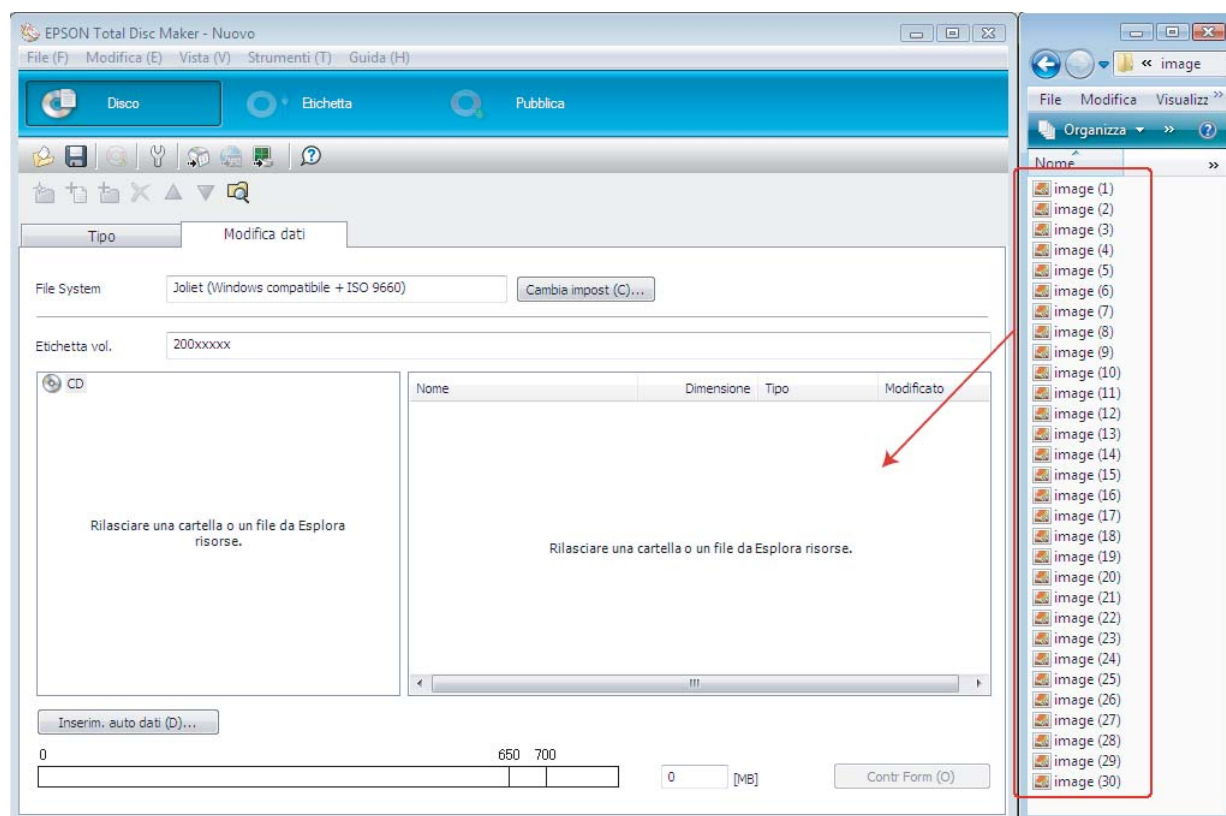 EPSON Total Disc Maker - Nuovo
File (F) Modifica (E) Vista (V) Strumenti (T) Guida (H)
Disco Etichetta Pubblica
Tipo Modifica dati
File System Joliet (Windows compatibile + ISO 9660) Cambia impost (C)...
Etichetta vol. 200xxxxx
CD
Nome Dimensione Tipo Modificato
Rilasciare una cartella o un file da Esplora
risorse.
Rilasciare una cartella o un file da Esplora risorse.
Inserim. auto dati (D)...
0 650 700
0 [MB] Contr Form (O)
« image
File Modifica Visualizz »
Organizza »
Nome »
image (1)
image (2)
image (3)
image (4)
image (5)
image (6)
image (7)
image (8)
image (9)
image (10)
image (11)
image (12)
image (13)
image (14)
image (15)
image (16)
image (17)
image (18)
image (19)
image (20)
image (21)
image (22)
image (23)
image (24)
image (25)
image (26)
image (27)
image (28)
image (29)
image (30)